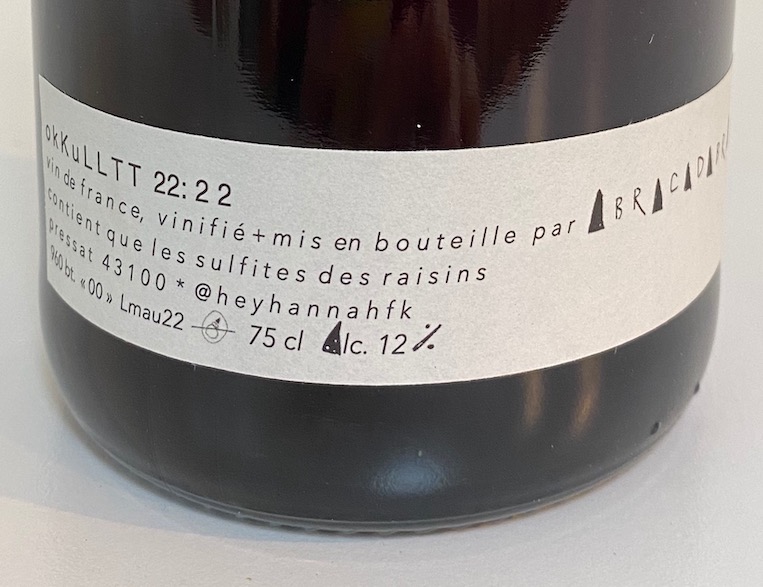 okKuLLTT 22:22
vin de france, vinifié+mis en bouteille par ABRACADABRA
contient que les sulfites des raisins
pressat 43100 * @heyhannahfk
960 bt. «00» Lmau22 75 cl Alc. 12%